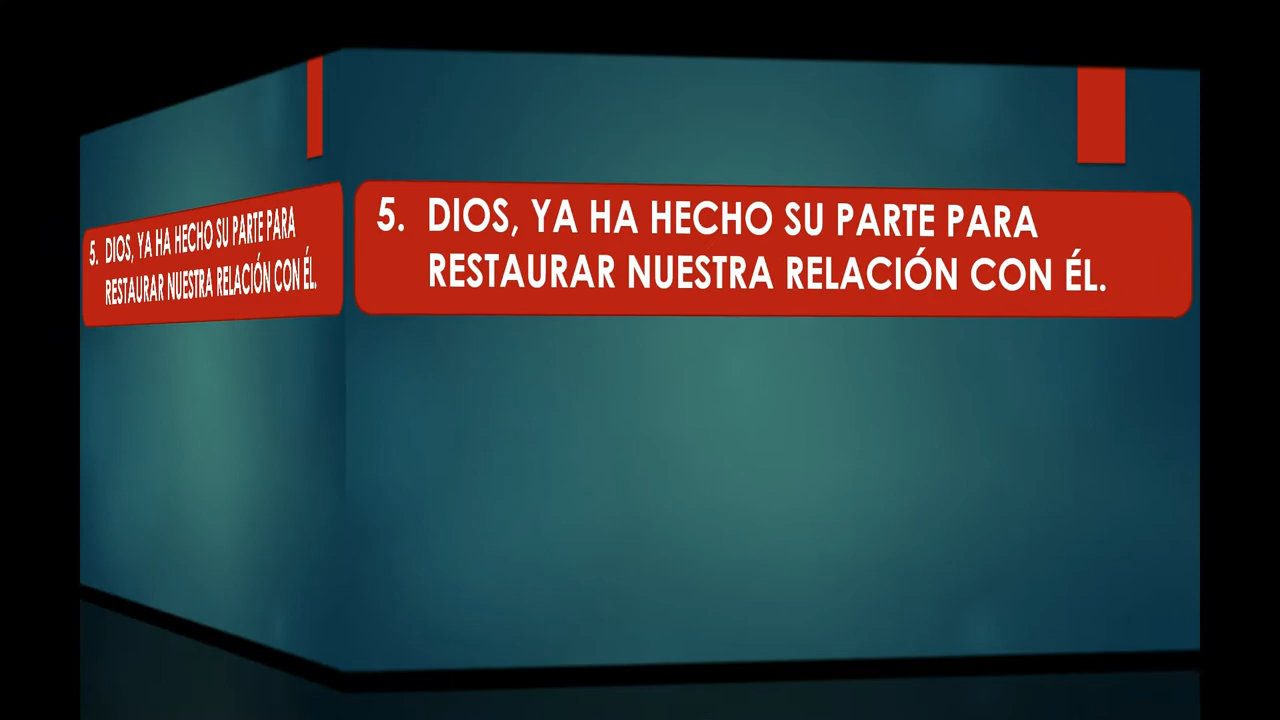 5. DIOS, YA HA HECHO SU PARTE PARA
RESTAURAR NUESTRA RELACIÓN CON ÉL.
5. DIOS, YA HA HECHO SU PARTE PARA
RESTAURAR NUESTRA RELACIÓN CON ÉL.